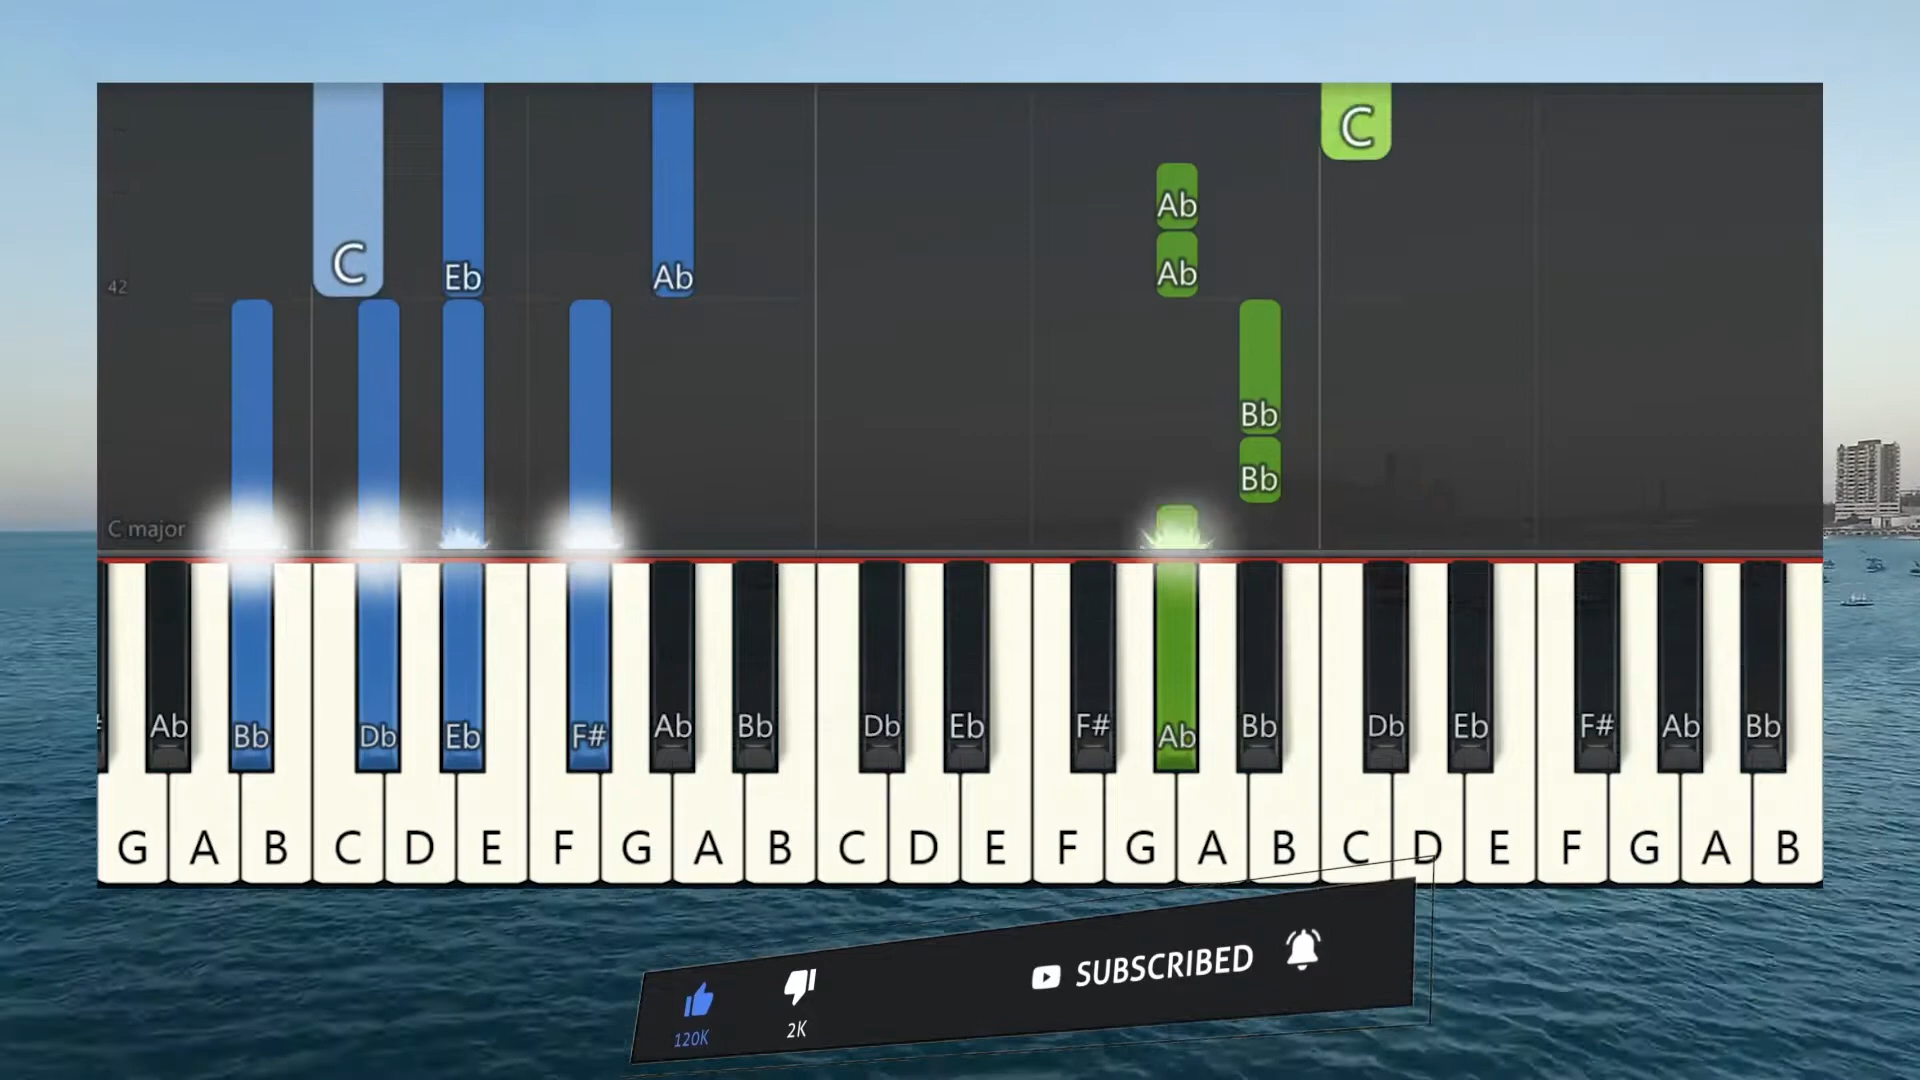 C
Ab
C Eb Ab Ab
42
Bb
Bb
C major
Ab Bb Db Eb F# Ab Bb Db Eb F# Ab Bb Db Eb F# Ab Bb
G A B C D E F G A B C D E F G A B C D E F G A B
SUBSCRIBED
120K 2K